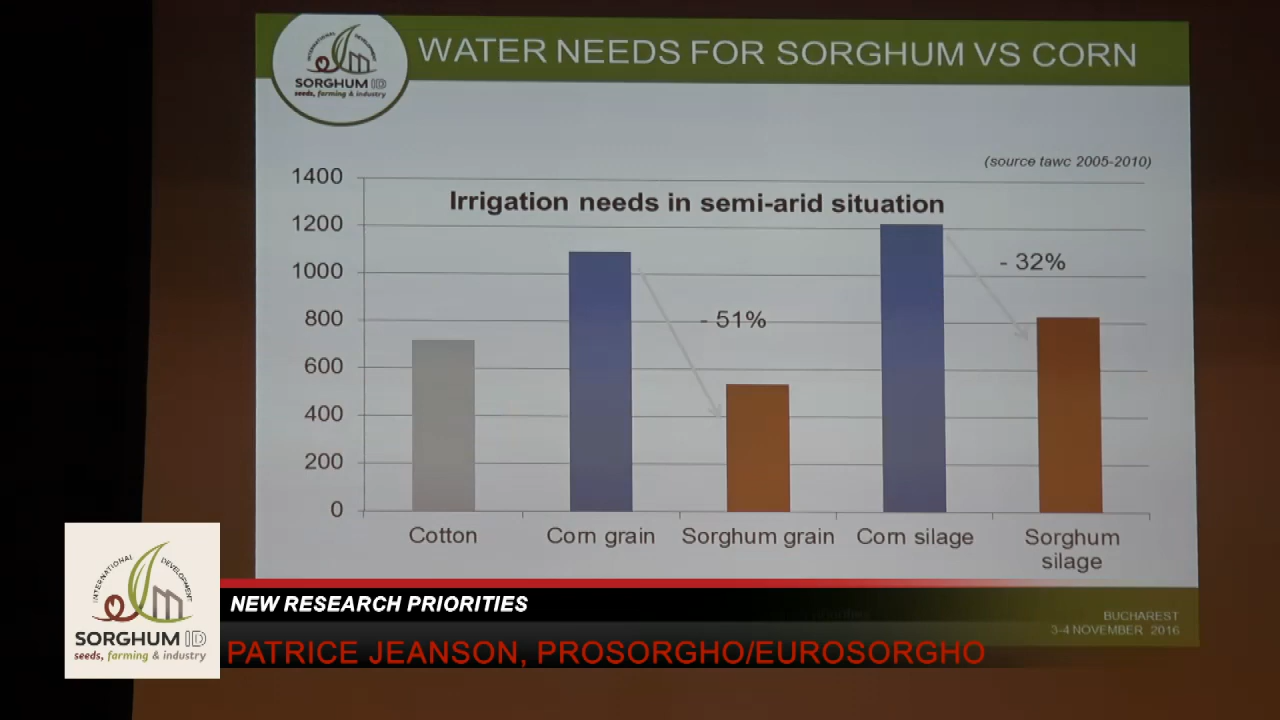 INTERNATIONAL DEVELOPMENT
SORGHUM ID
seeds, farming & industry
WATER NEEDS FOR SORGHUM VS CORN
(source tawc 2005-2010)
Irrigation needs in semi-arid situation
1400
1200
1000
800
600
400
200
0
- 51%
- 32%
Cotton
Corn grain
Sorghum grain
Corn silage
Sorghum
silage
BUCHAREST
3-4 NOVEMBER 2016
INTERNATIONAL DEVELOPMENT
SORGHUM ID
seeds, farming & industry
NEW RESEARCH PRIORITIES
PATRICE JEANSON, PROSORGHO/EUROSORGHO